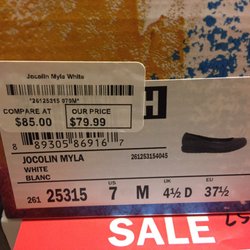 Jocolin Myla White
*26125315 070M*
COMPARE AT OUR PRICE
$85.00 $79.99
8 89305 86916 7
H
JOCOLIN MYLA 261253154045
WHITE
BLANC
261 25315 7 M 4½ D 37½
US UK EU
SALE